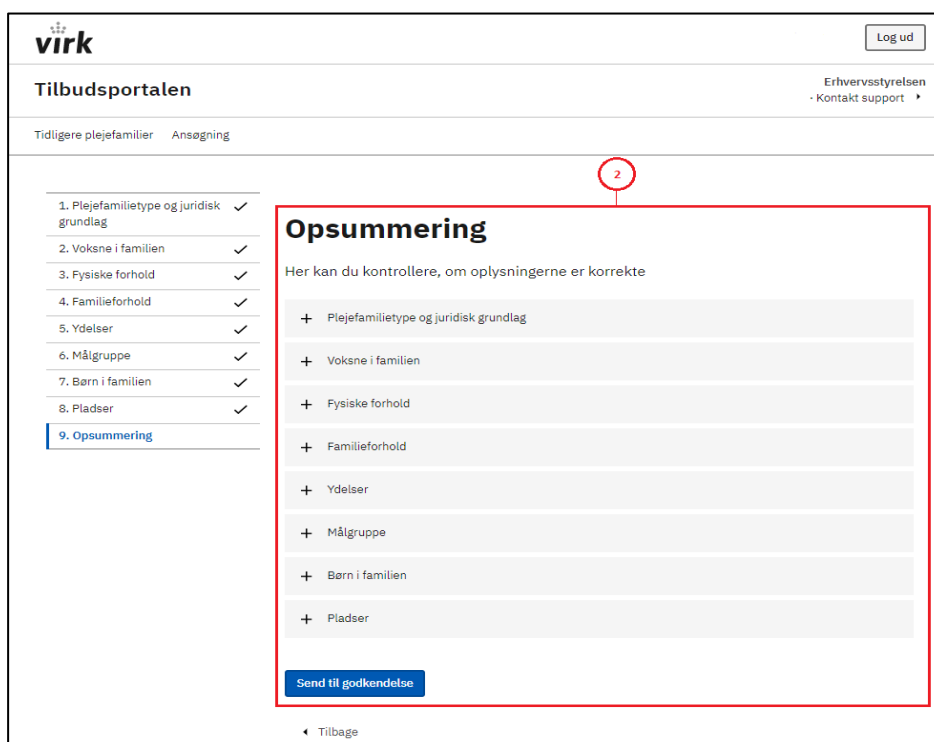 virk
Log ud
Tilbudsportalen
Erhvervsstyrelsen
- Kontakt support
Tidligere plejefamilier Ansøgning
2
1. Plejefamilietype og juridisk
grundlag
2. Voksne i familien
3. Fysiske forhold
4. Familieforhold
5. Ydelser
6. Målgruppe
7. Børn i familien
8. Pladser
9. Opsummering
Opsummering
Her kan du kontrollere, om oplysningerne er korrekte
+ Plejefamilietype og juridisk grundlag
+ Voksne i familien
+ Fysiske forhold
+ Familieforhold
+ Ydelser
+ Målgruppe
+ Børn i familien
+ Pladser
Send til godkendelse
Tilbage